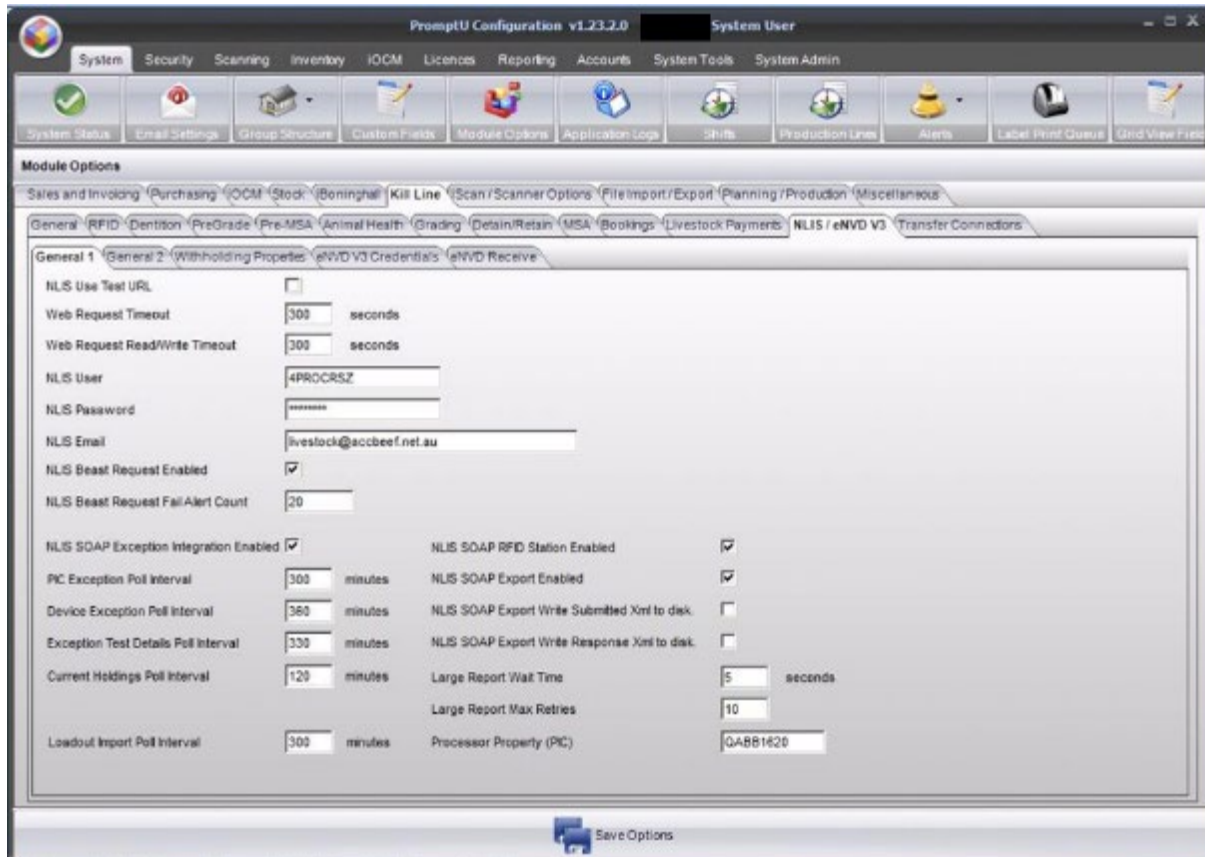 PromptU Configuration v1.23.2.0 System User
System Security Scanning Inventory iOCM Licences Reporting Accounts System Tools System Admin
System Status Email Settings Group Structure Custom Fields Module Options Application Logs Shifts Production Lines Alerts Label Print Queue Grid View Field
Module Options
Sales and Invoicing Purchasing iOCM Stock iBoninghall Kill Line iScan / Scanner Options File Import / Export Planning / Production Miscellaneous
General RFID Dentition PreGrade Pre-MSA Animal Health Grading Detain/Retain MSA Bookings Livestock Payments NLIS / eNVD V3 Transfer Connections
General 1 General 2 Withholding Properties eNVD V3 Credentials eNVD Receive
NLIS Use Test URL
Web Request Timeout 300 seconds
Web Request Read/Write Timeout 300 seconds
NLIS User 4PROCRSZ
NLIS Password ********
NLIS Email livestock@accbeef.net.au
NLIS Beast Request Enabled
NLIS Beast Request Fail Alert Count 20
NLIS SOAP Exception Integration Enabled NLIS SOAP RFID Station Enabled
PIC Exception Poll Interval 300 minutes NLIS SOAP Export Enabled
Device Exception Poll Interval 360 minutes NLIS SOAP Export Write Submitted Xml to disk.
Exception Test Details Poll Interval 330 minutes NLIS SOAP Export Write Response Xml to disk.
Current Holdings Poll Interval 120 minutes Large Report Wait Time 5 seconds
Large Report Max Retries 10
Loadout Import Poll Interval 300 minutes Processor Property (PIC) QABB1620
Save Options